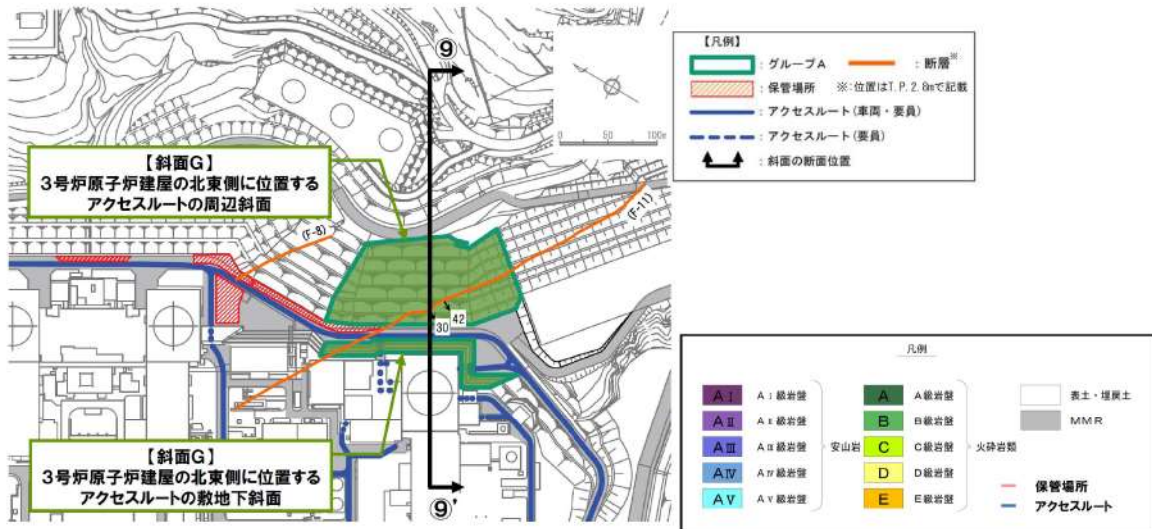 ⑨
【斜面G】
3号炉原子炉建屋の北東側に位置する
アクセスルートの周辺斜面
(F-8)
(F-11)
42
30
【斜面G】
3号炉原子炉建屋の北東側に位置する
アクセスルートの敷地下斜面
⑨'
0 50 100m
【凡例】
：グループA
：断層※
：保管場所
※：位置はT.P.2.8mで記載
：アクセスルート(車両・要員)
：アクセスルート(要員)
：斜面の断面位置
凡例
AⅠ AⅠ級岩盤
AⅡ AⅡ級岩盤
AⅢ AⅢ級岩盤
AⅣ AⅣ級岩盤
AⅤ AⅤ級岩盤
安山岩
A A級岩盤
B B級岩盤
C C級岩盤
D D級岩盤
E E級岩盤
火砕岩類
表土・埋戻土
MMR
保管場所
アクセスルート